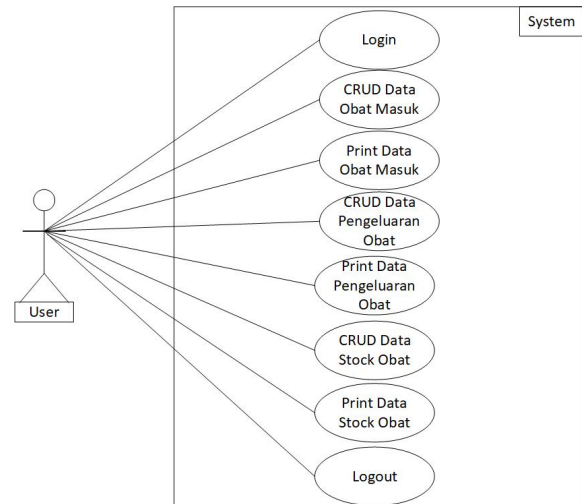 System
Login
CRUD Data
Obat Masuk
Print Data
Obat Masuk
CRUD Data
Pengeluaran
Obat
Print Data
Pengeluaran
Obat
User
CRUD Data
Stock Obat
Print Data
Stock Obat
Logout